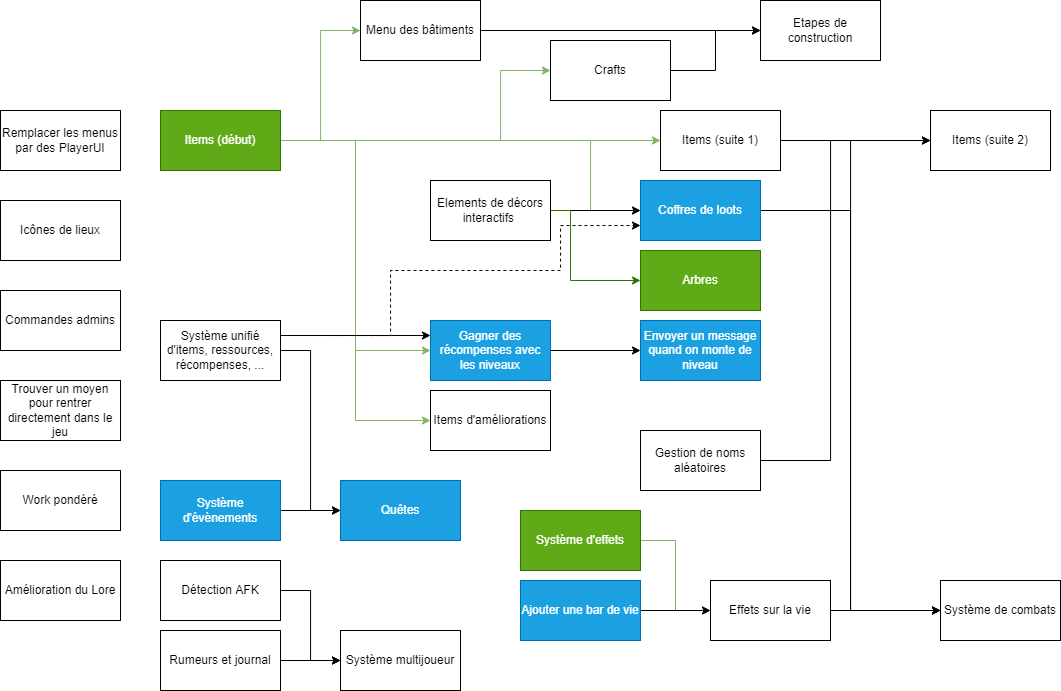 Menu des bâtiments
Etapes de
construction
Crafts
Remplacer les menus
par des PlayerUI
Items (début)
Items (suite 1)
Items (suite 2)
Elements de décors
interactifs
Coffres de loots
Icônes de lieux
Arbres
Commandes admins
Système unifié
d'items, ressources,
récompenses, ...
Gagner des
récompenses avec
les niveaux
Envoyer un message
quand on monte de
niveau
Trouver un moyen
pour rentrer
directement dans le
jeu
Items d'améliorations
Gestion de noms
aléatoires
Work pondéré
Système
d'évènements
Quêtes
Système d'effets
Amélioration du Lore
Détection AFK
Ajouter une bar de vie
Effets sur la vie
Système de combats
Rumeurs et journal
Système multijoueur